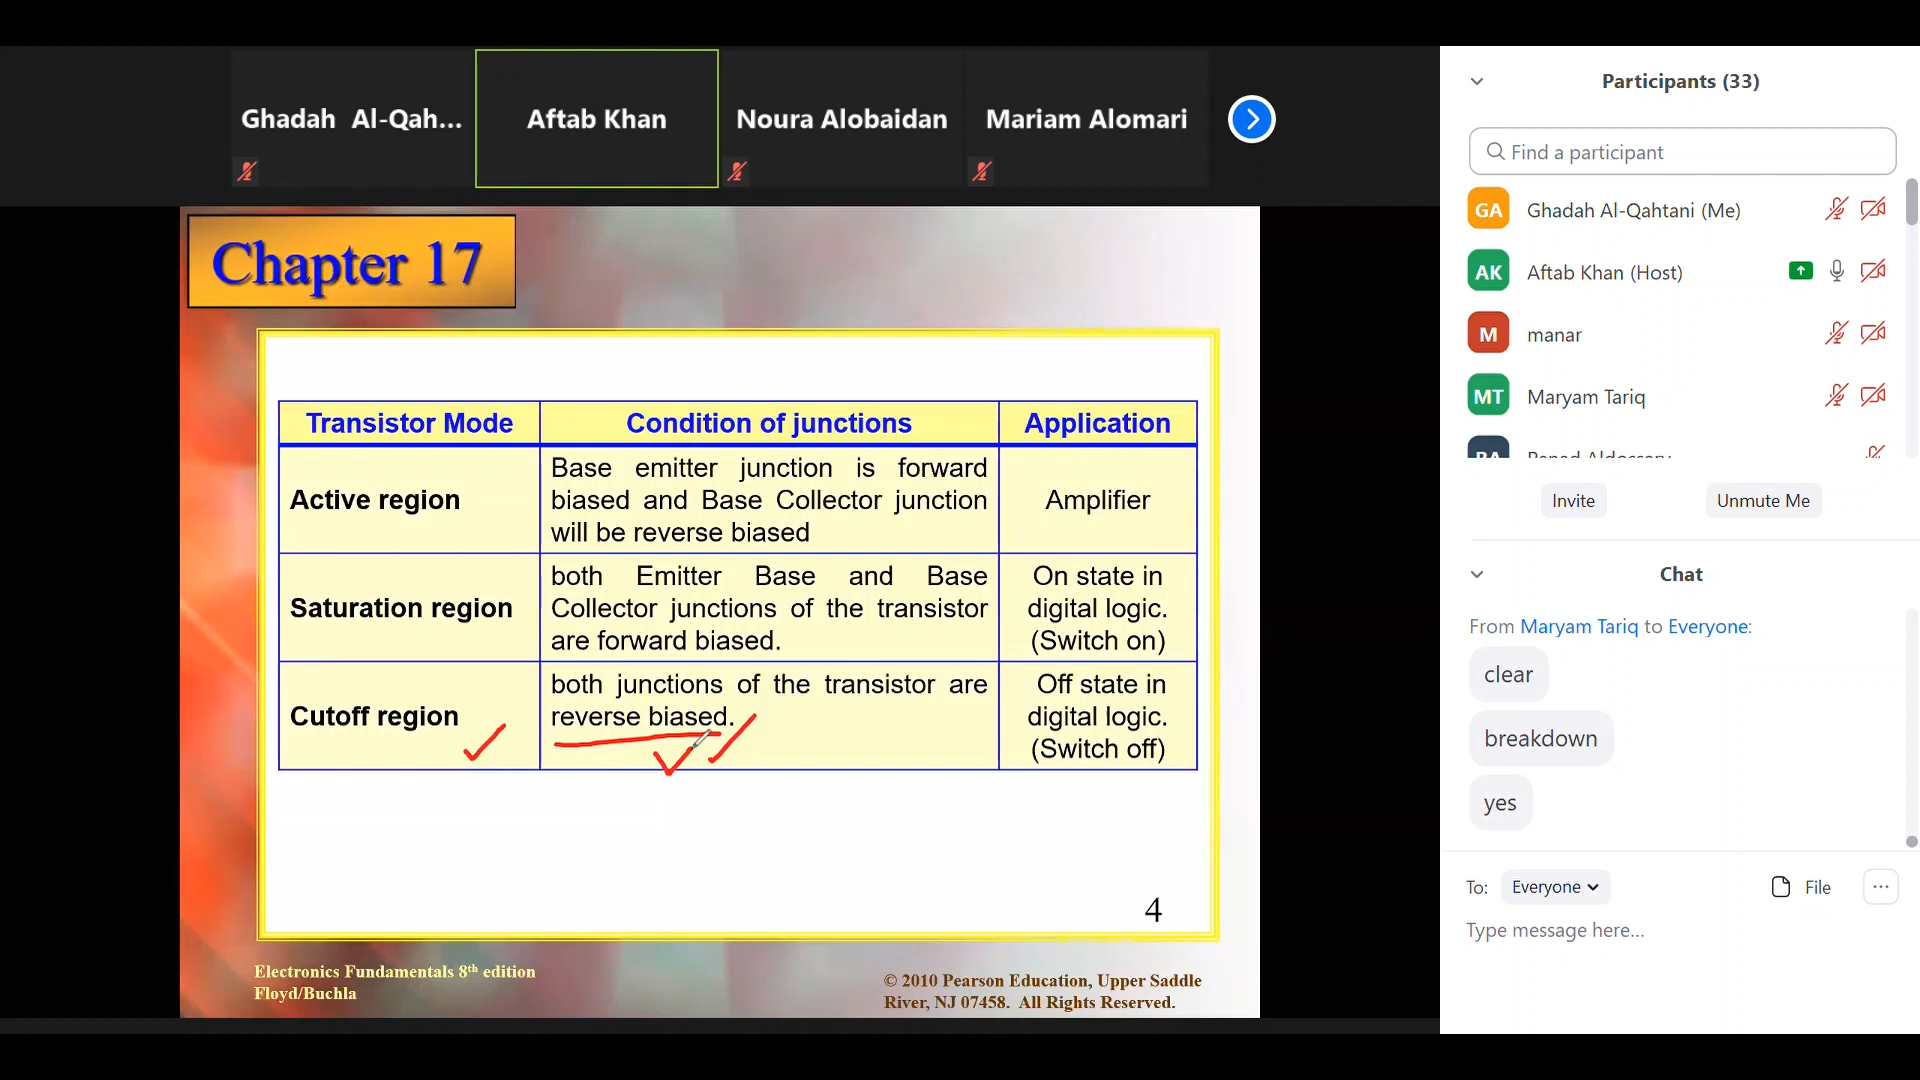 Ghadah Al-Qah...
Aftab Khan
Noura Alobaidan
Mariam Alomari
Chapter 17
Transistor Mode
Condition of junctions
Application
Active region
Base emitter junction is forward
biased and Base Collector junction
will be reverse biased
Amplifier
Saturation region
both Emitter Base and Base
Collector junctions of the transistor
are forward biased.
On state in
digital logic.
(Switch on)
Cutoff region
both junctions of the transistor are
reverse biased.
Off state in
digital logic.
(Switch off)
4
Electronics Fundamentals 8th edition
Floyd/Buchla
© 2010 Pearson Education, Upper Saddle
River, NJ 07458. All Rights Reserved.
Participants (33)
Find a participant
GA Ghadah Al-Qahtani (Me)
AK Aftab Khan (Host)
M manar
MT Maryam Tariq
Invite
Unmute Me
Chat
From Maryam Tariq to Everyone:
clear
breakdown
yes
To: Everyone
File
...
Type message here...